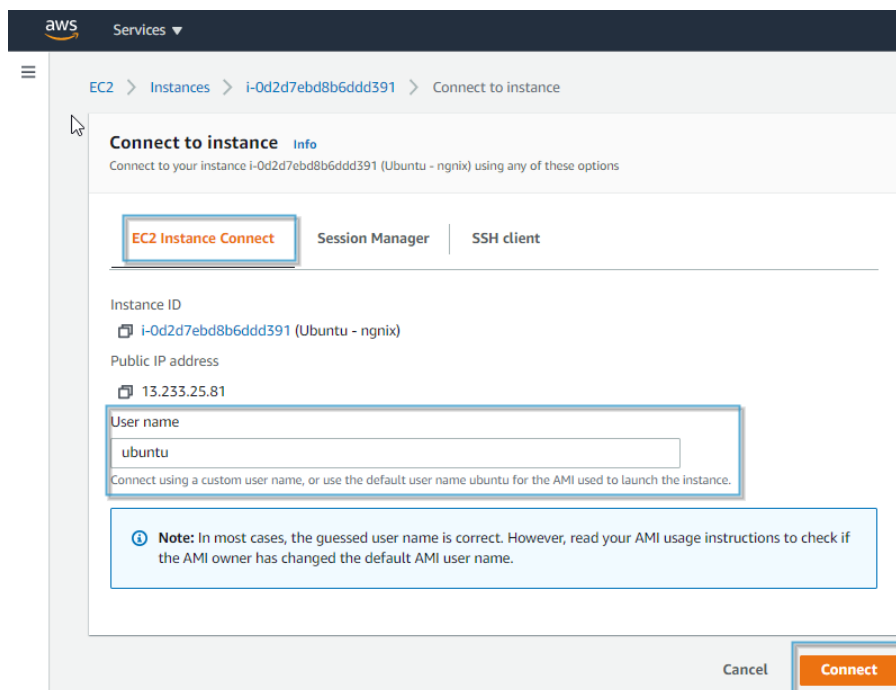 aws Services ▼
EC2 > Instances > i-0d2d7ebd8b6ddd391 > Connect to instance
Connect to instance Info
Connect to your instance i-0d2d7ebd8b6ddd391 (Ubuntu - ngnix) using any of these options
EC2 Instance Connect Session Manager SSH client
Instance ID
i-0d2d7ebd8b6ddd391 (Ubuntu - ngnix)
Public IP address
13.233.25.81
User name
ubuntu
Connect using a custom user name, or use the default user name ubuntu for the AMI used to launch the instance.
Note: In most cases, the guessed user name is correct. However, read your AMI usage instructions to check if
the AMI owner has changed the default AMI user name.
Cancel Connect